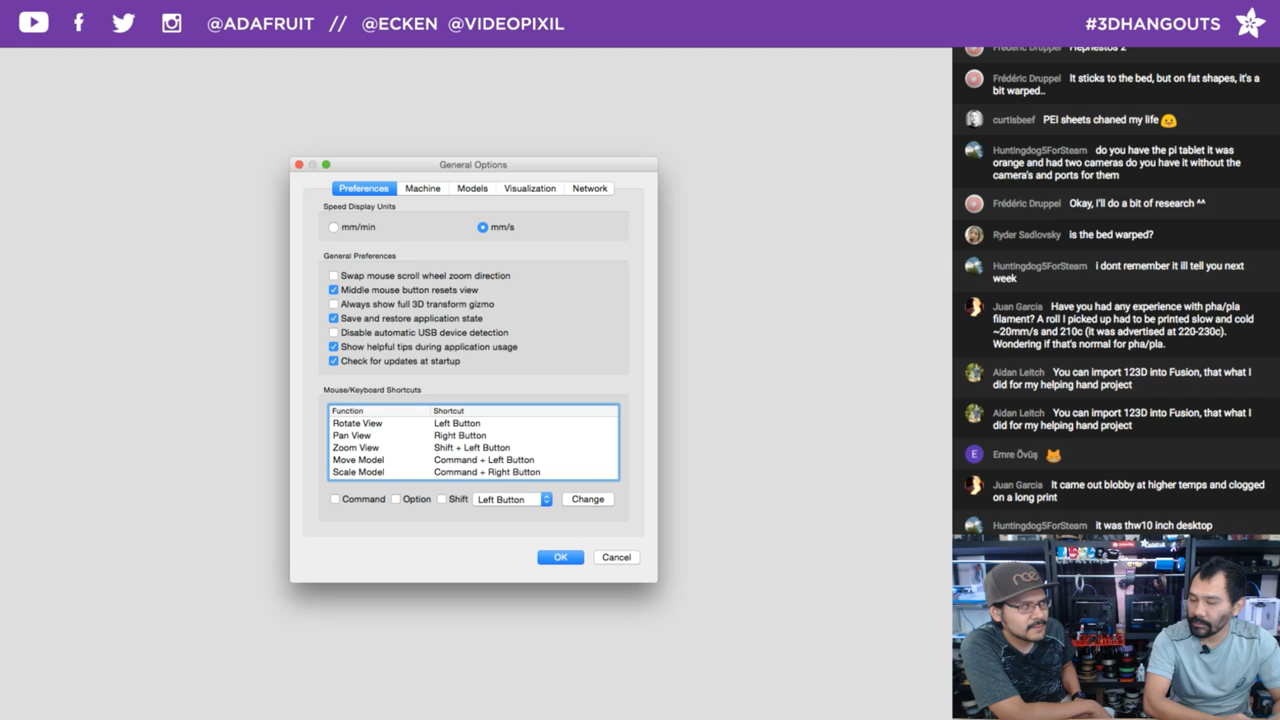 @ADAFRUIT // @ECKEN @VIDEOPIXIL
#3DHANGOUTS
General Options
Preferences Machine Models Visualization Network
Speed Display Units
mm/min mm/s
General Preferences
Swap mouse scroll wheel zoom direction
Middle mouse button resets view
Always show full 3D transform gizmo
Save and restore application state
Disable automatic USB device detection
Show helpful tips during application usage
Check for updates at startup
Mouse/Keyboard Shortcuts
Function Shortcut
Rotate View Left Button
Pan View Right Button
Zoom View Shift + Left Button
Move Model Command + Left Button
Scale Model Command + Right Button
Command Option Shift Left Button Change
OK Cancel
Frédéric Druppel Hephestos 2
Frédéric Druppel It sticks to the bed, but on fat shapes, it's a
bit warped..
curtisbeef PEI sheets chaned my life
Huntingdog5ForSteam do you have the pi tablet it was
orange and had two cameras do you have it without the
camera's and ports for them
Frédéric Druppel Okay, I'll do a bit of research ^^
Ryder Sadlovsky is the bed warped?
Huntingdog5ForSteam i dont remember it ill tell you next
week
Juan Garcia Have you had any experience with pha/pla
filament? A roll I picked up had to be printed slow and cold
~20mm/s and 210c (it was advertised at 220-230c).
Wondering if that's normal for pha/pla.
Aidan Leitch You can import 123D into Fusion, that what I
did for my helping hand project
Aidan Leitch You can import 123D into Fusion, that what I
did for my helping hand project
E Emre Övüş
Juan Garcia It came out blobby at higher temps and clogged
on a long print
Huntingdog5ForSteam it was thw10 inch desktop